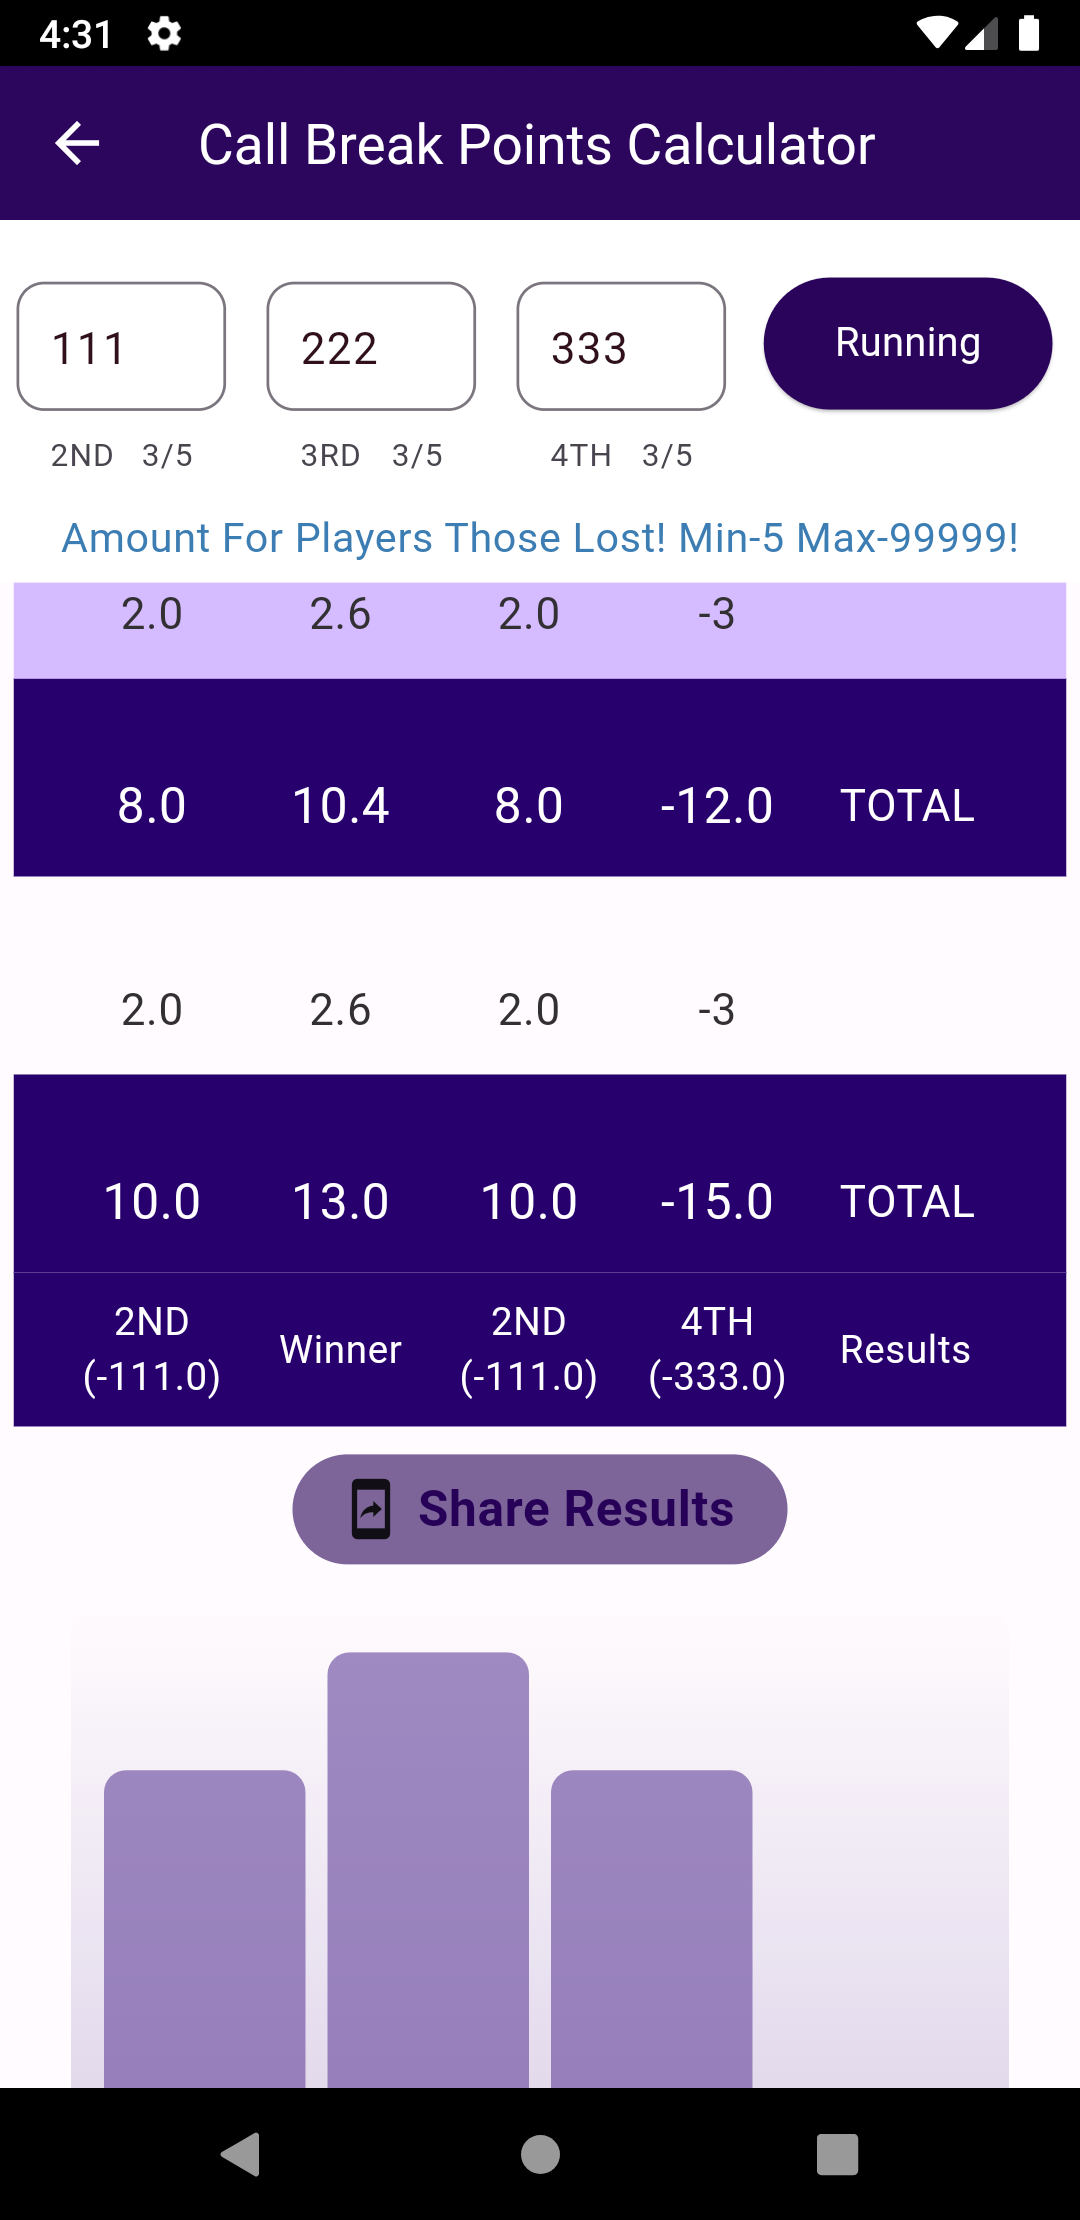 4:31
Call Break Points Calculator
111 222 333 Running
2ND 3/5 3RD 3/5 4TH 3/5
Amount For Players Those Lost! Min-5 Max-99999!
2.0 2.6 2.0 -3
8.0 10.4 8.0 -12.0 TOTAL
2.0 2.6 2.0 -3
10.0 13.0 10.0 -15.0 TOTAL
2ND 2ND 4TH
Winner Results
(-111.0) (-111.0) (-333.0)
Share Results